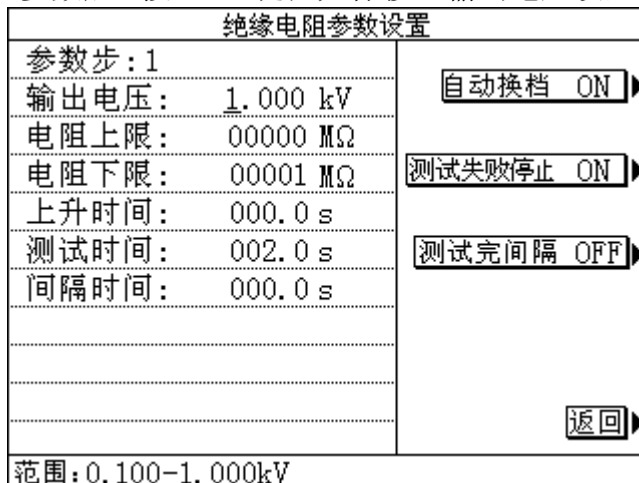 绝缘电阻参数设置
参数步:1
输出电压: 1.000 kV
自动换档 ON
电阻上限: 00000 MΩ
电阻下限: 00001 MΩ
测试失败停止 ON
上升时间: 000.0 s
测试时间: 002.0 s
测试完间隔 OFF
间隔时间: 000.0 s
返回
范围:0.100-1.000kV